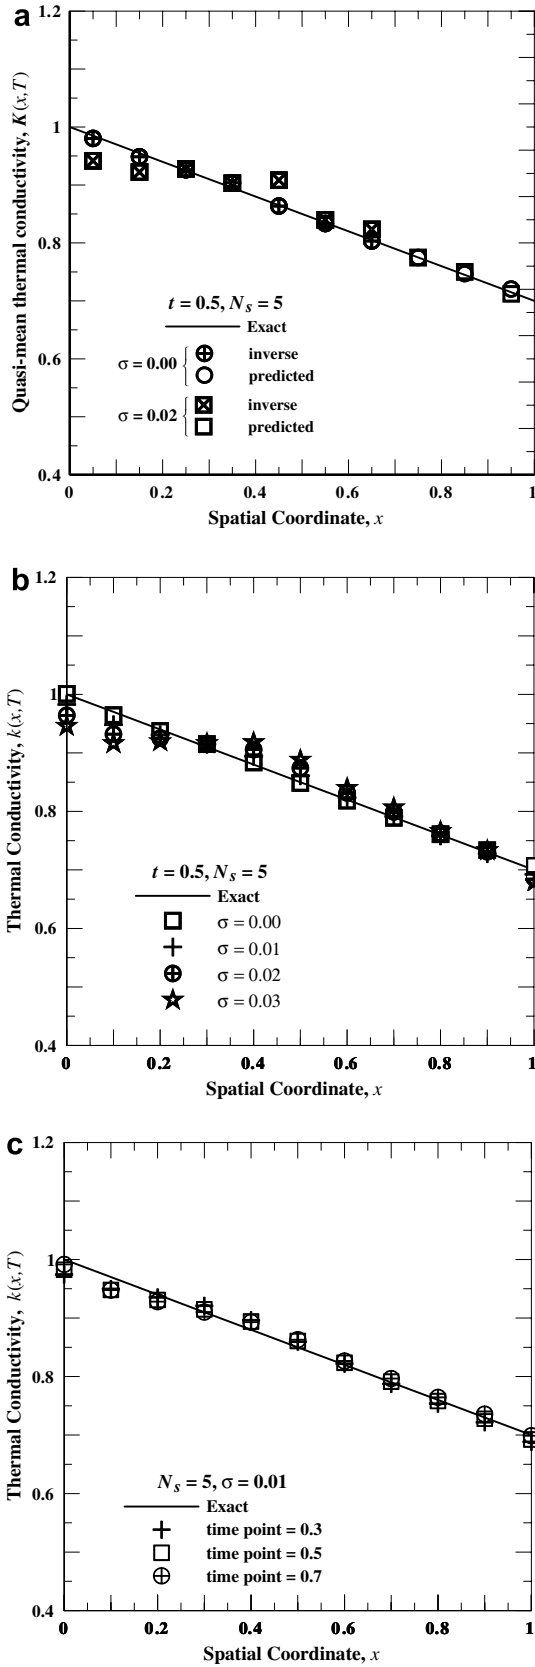 a
1.2
1
0.8
0.6
0.4
Quasi-mean thermal conductivity, K(x,T)
t = 0.5, N_s = 5
Exact
σ = 0.00
inverse
predicted
σ = 0.02
inverse
predicted
0 0.2 0.4 0.6 0.8 1
Spatial Coordinate, x
b
1.2
1
0.8
0.6
0.4
Thermal Conductivity, k(x,T)
t = 0.5, N_s = 5
Exact
σ = 0.00
σ = 0.01
σ = 0.02
σ = 0.03
0 0.2 0.4 0.6 0.8 1
Spatial Coordinate, x
c
1.2
1
0.8
0.6
0.4
Thermal Conductivity, k(x,T)
N_s = 5, σ = 0.01
Exact
time point = 0.3
time point = 0.5
time point = 0.7
0 0.2 0.4 0.6 0.8 1
Spatial Coordinate, x